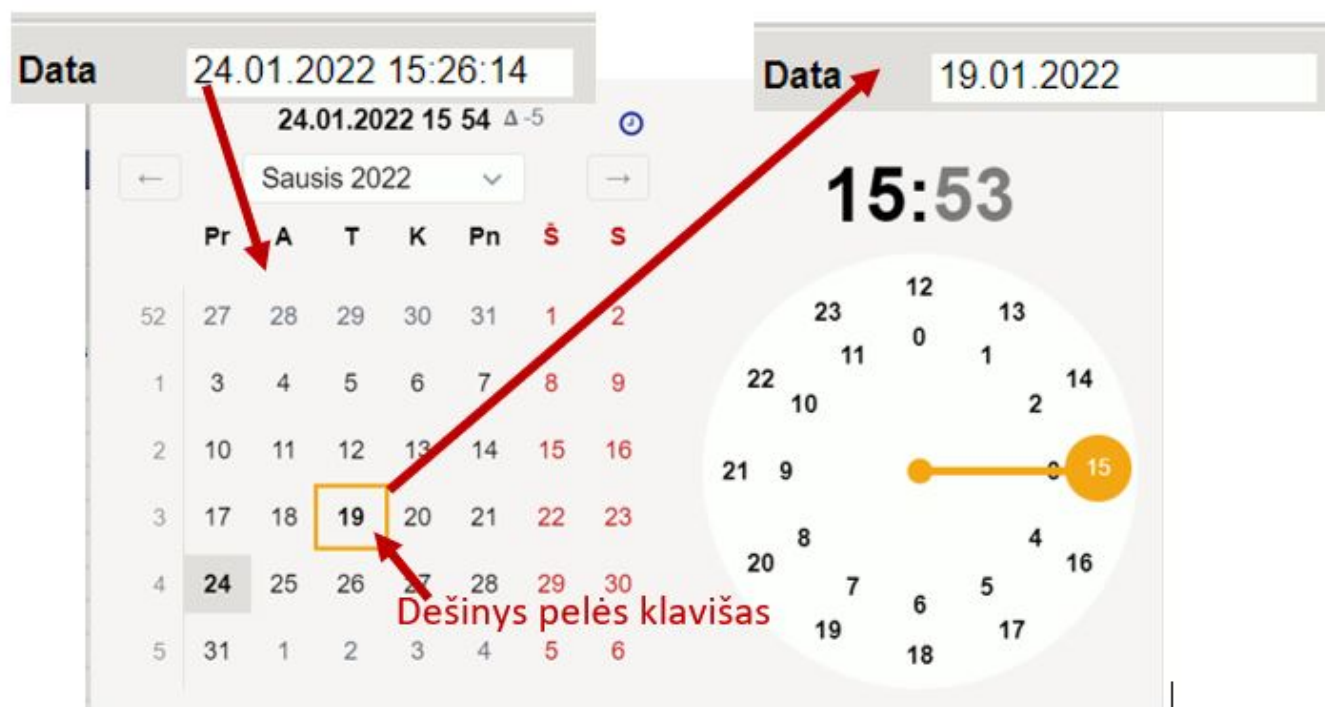 Data 24.01.2022 15:26:14
Data 19.01.2022
24.01.2022 15 54 Δ -5
← Sausis 2022 →
15:53
Pr A T K Pn Š S
52 27 28 29 30 31 1 2
1 3 4 5 6 7 8 9
2 10 11 12 13 14 15 16
3 17 18 19 20 21 22 23
4 24 25 26 27 28 29 30
5 31 1 2 3 4 5 6
Dešinys pelės klavišas
12
23 13
0
11 1
22 14
10 2
21 9 15
8 4
20 16
7 5
6
19 17
18